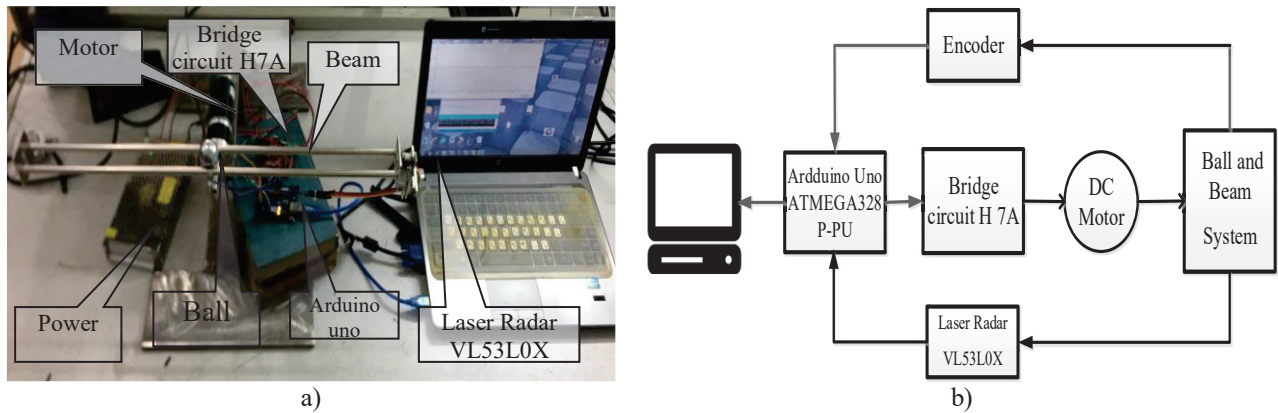 Motor
Bridge
circuit H7A
Beam
Power
Ball
Arduino
uno
Laser Radar
VL53L0X
a)
Encoder
Ardduino Uno
ATMEGA328
P-PU
Bridge
circuit H 7A
DC
Motor
Ball and
Beam
System
Laser Radar
VL53L0X
b)